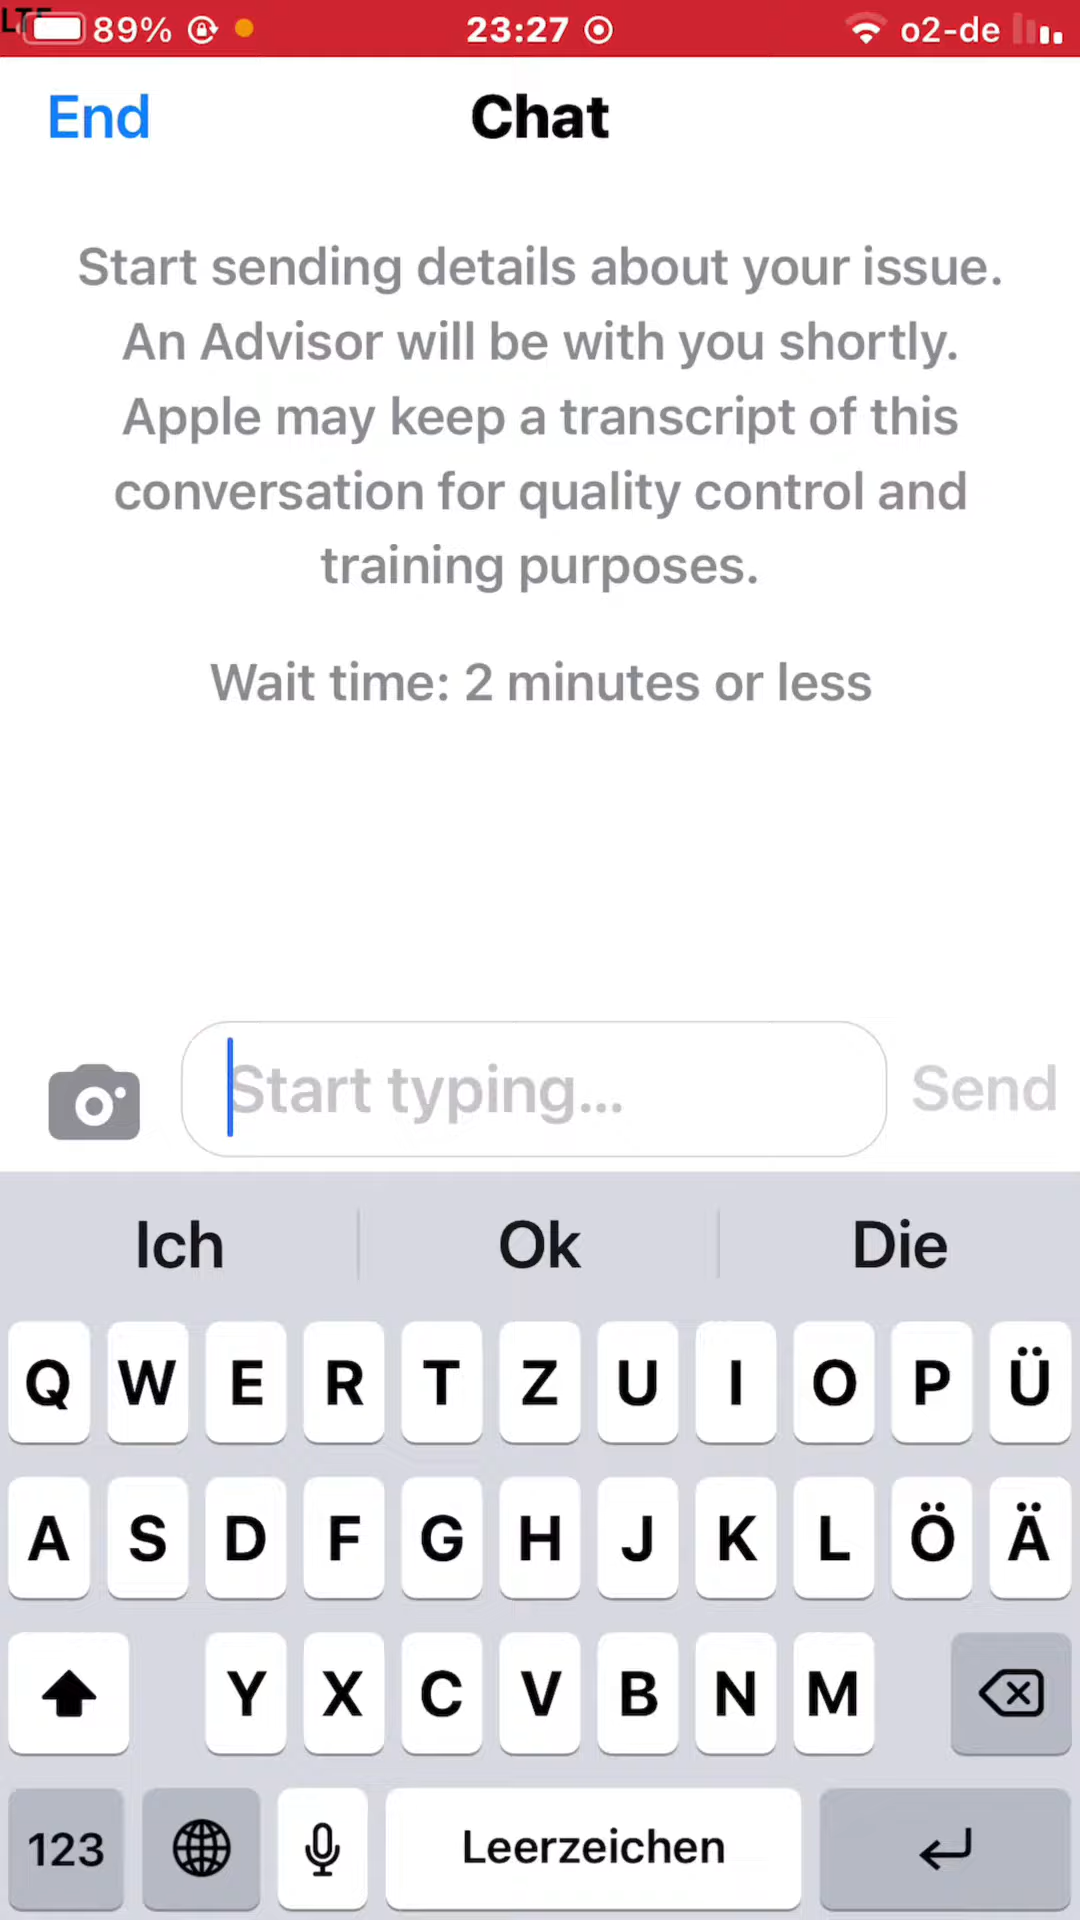 LTE 89% 23:27 o2-de
End Chat
Start sending details about your issue.
An Advisor will be with you shortly.
Apple may keep a transcript of this
conversation for quality control and
training purposes.
Wait time: 2 minutes or less
Start typing... Send
Ich Ok Die
Q W E R T Z U I O P Ü
A S D F G H J K L Ö Ä
Y X C V B N M
123 Leerzeichen